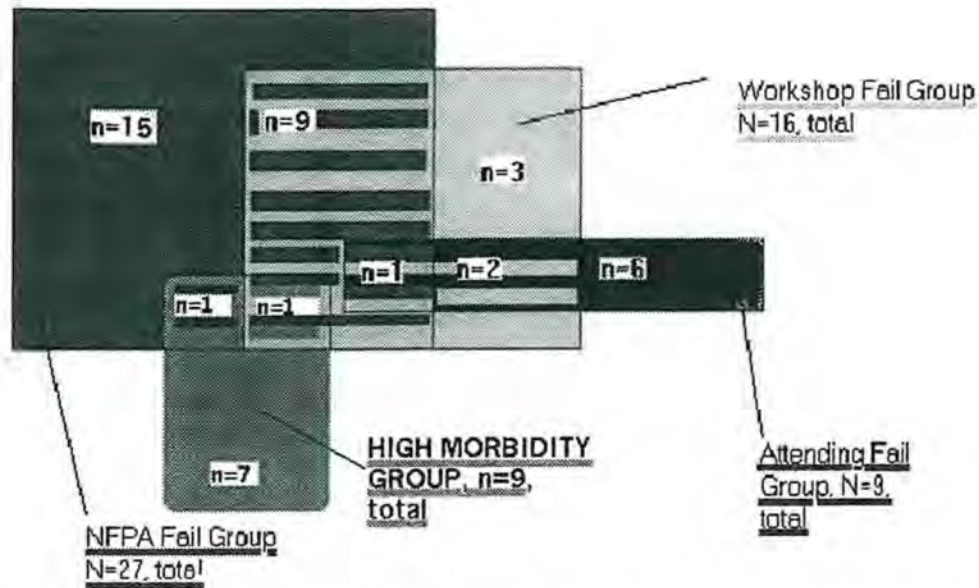 n=15
n=9
Workshop Fail Group
N=16, total
n=3
n=1
n=2
n=6
n=1
n=1
HIGH MORBIDITY
GROUP, n=9,
total
n=7
Attending Fail
Group, N=9,
total
NFPA Fail Group
N=27, total